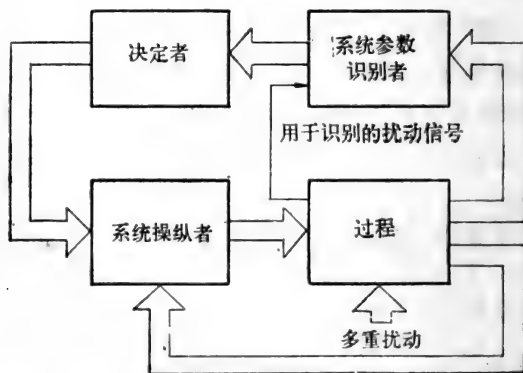 决定者
系统参数
识别者
用于识别的扰动信号
系统操纵者
过程
多重扰动